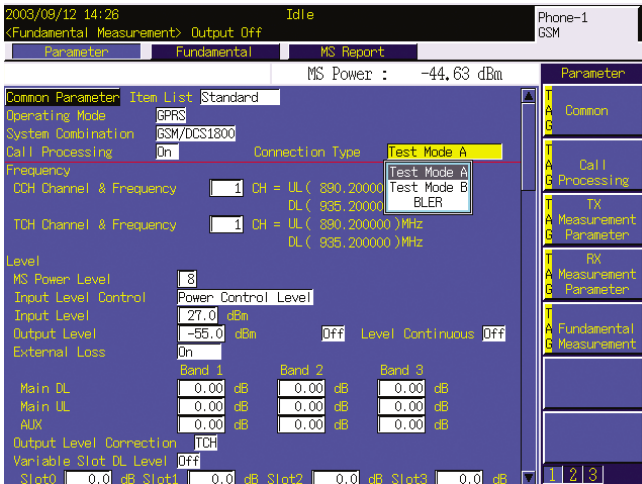 2003/09/12 14:26 Idle Phone-1
<Fundamental Measurement> Output Off GSM
Parameter Fundamental MS Report
MS Power : -44.63 dBm Parameter
Common Parameter Item List Standard
Operating Mode GPRS
System Combination GSM/DCS1800
Call Processing On Connection Type Test Mode A
Test Mode A
Test Mode B
BLER
Frequency
CCH Channel & Frequency 1 CH = UL( 890.20000
DL( 935.20000
TCH Channel & Frequency 1 CH = UL( 890.200000 )MHz
DL( 935.200000 )MHz
Level
MS Power Level 8
Input Level Control Power Control Level
Input Level 27.0 dBm
Output Level -55.0 dBm Off Level Continuous Off
External Loss On
Band 1 Band 2 Band 3
Main DL 0.00 dB 0.00 dB 0.00 dB
Main UL 0.00 dB 0.00 dB 0.00 dB
AUX 0.00 dB 0.00 dB 0.00 dB
Output Level Correction TCH
Variable Slot DL Level Off
Slot0 0.0 dB Slot1 0.0 dB Slot2 0.0 dB Slot3 0.0 dB
TAG Common
TAG Call Processing
TAG TX Measurement Parameter
TAG RX Measurement Parameter
TAG Fundamental Measurement
1 2 3